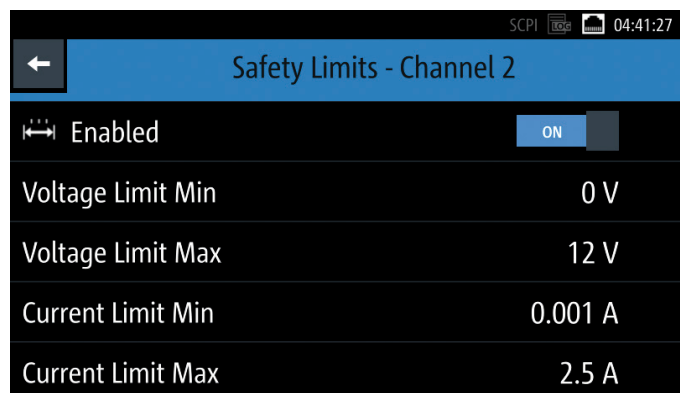 SCPI LOG 04:41:27
Safety Limits - Channel 2
Enabled ON
Voltage Limit Min 0 V
Voltage Limit Max 12 V
Current Limit Min 0.001 A
Current Limit Max 2.5 A